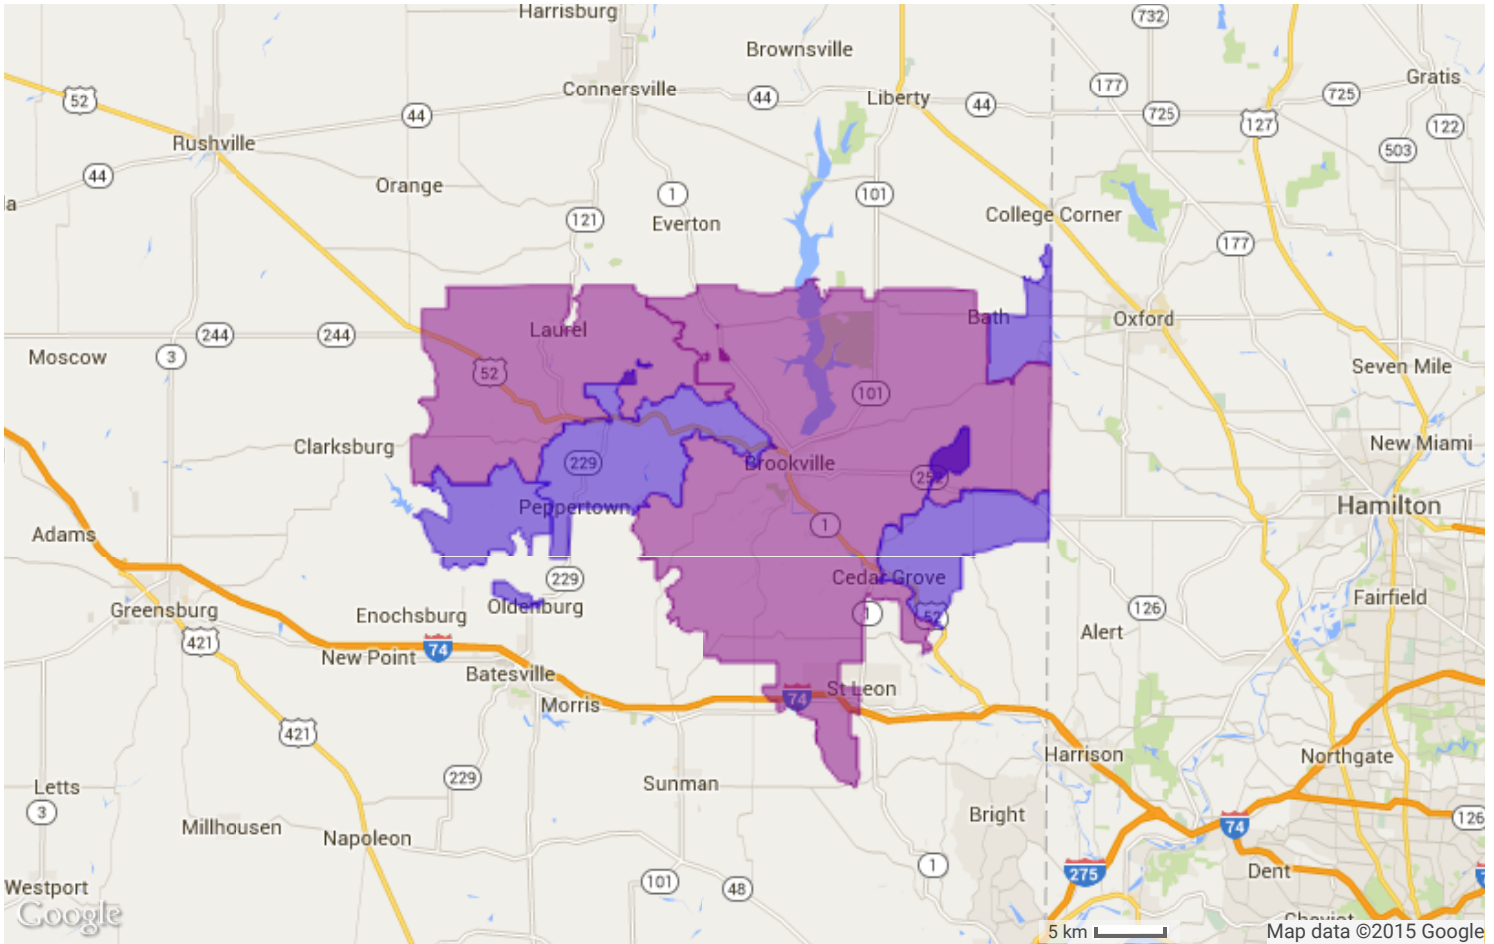 Harrisburg
732
Brownsville
177
Gratis
52
Connersville
44
Liberty
44
725
44
725
127
122
Rushville
503
44
Orange
1
101
a
121
Everton
College Corner
177
Bath
Oxford
244
244
Laurel
Moscow
3
Seven Mile
52
101
Clarksburg
New Miami
229
Brookville
Peppertown
Hamilton
1
Adams
229
Cedar Grove
Greensburg
Enochsburg
Oldenburg
1
52
126
Fairfield
421
Alert
New Point
74
Batesville
St Leon
74
Morris
421
Harrison
Northgate
229
Sunman
Letts
3
Bright
Millhousen
Napoleon
74
126
1
Dent
275
Westport
101
48
Google
Cheviot
5 km
Map data ©2015 Google